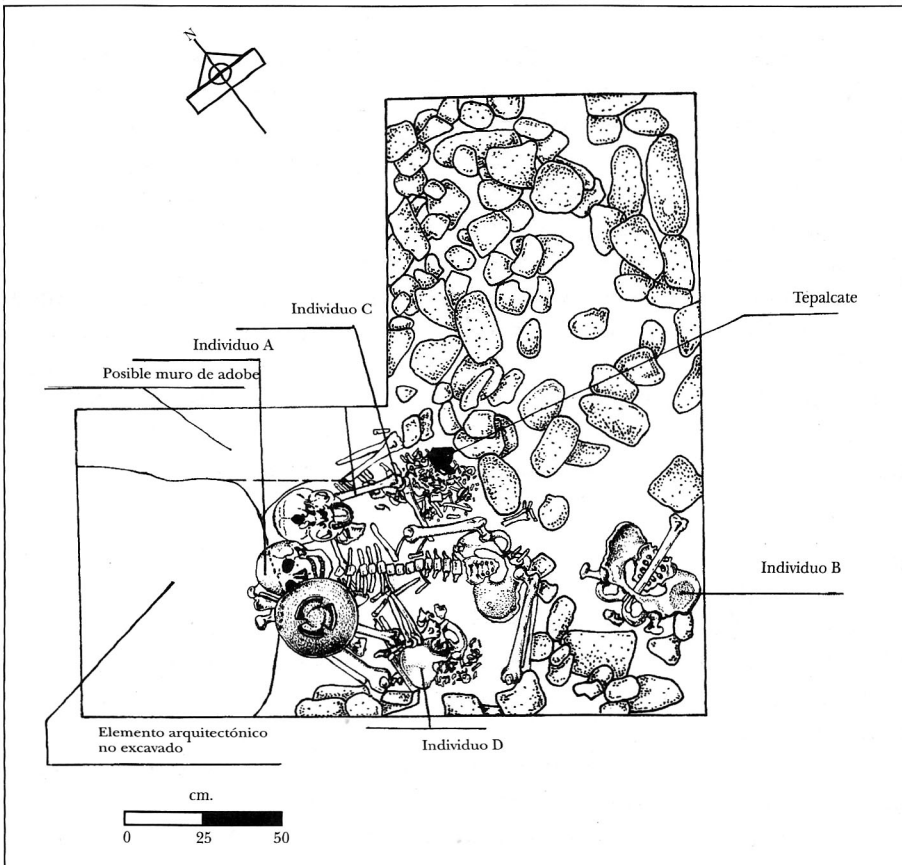 N
Individuo C
Tepalcate
Individuo A
Posible muro de adobe
Individuo B
Elemento arquitectónico
no excavado
Individuo D
cm.
0 25 50